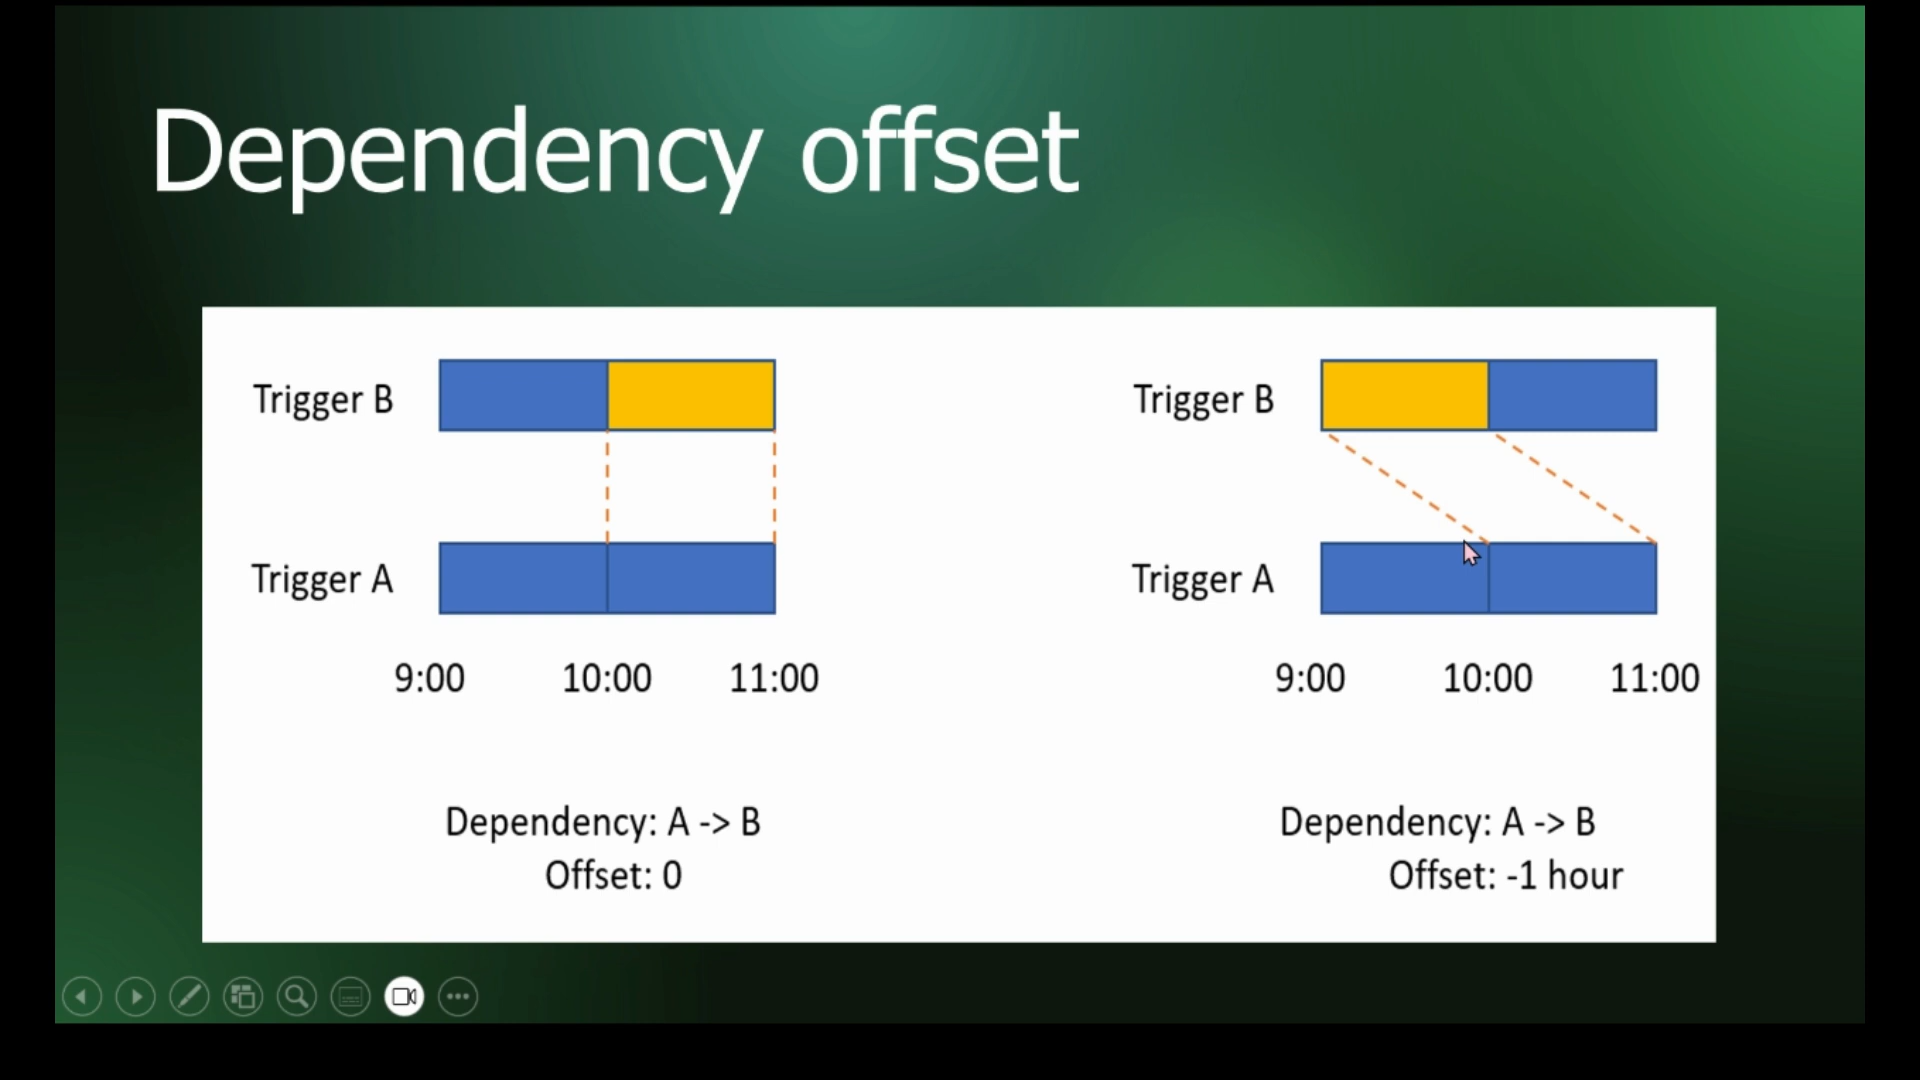 Dependency offset
Trigger B
Trigger A
9:00 10:00 11:00
Dependency: A -> B
Offset: 0
Trigger B
Trigger A
9:00 10:00 11:00
Dependency: A -> B
Offset: -1 hour